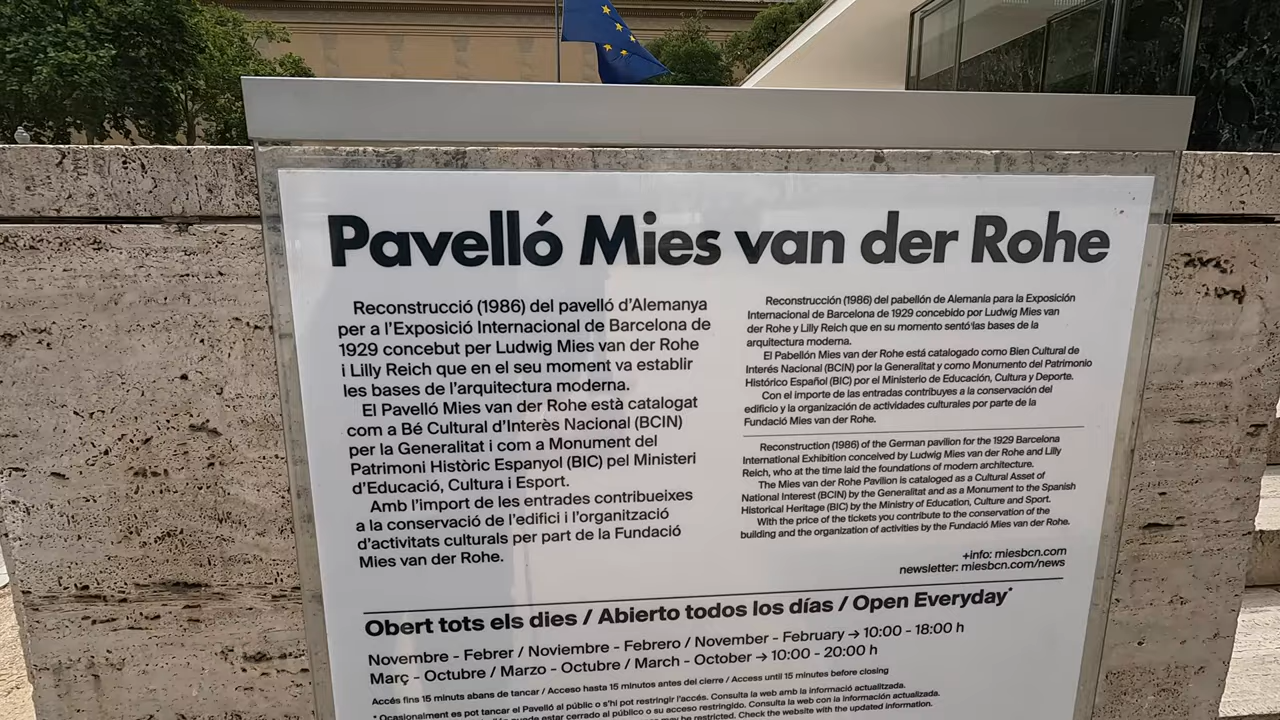 Pavelló Mies van der Rohe
Reconstrucció (1986) del pavelló d'Alemanya
per a l'Exposició Internacional de Barcelona de
1929 concebut per Ludwig Mies van der Rohe
i Lilly Reich que en el seu moment va establir
les bases de l'arquitectura moderna.
El Pavelló Mies van der Rohe està catalogat
com a Bé Cultural d'Interès Nacional (BCIN)
per la Generalitat i com a Monument del
Patrimoni Històric Espanyol (BIC) pel Ministeri
d'Educació, Cultura i Esport.
Amb l'import de les entrades contribueixes
a la conservació de l'edifici i l'organització
d'activitats culturals per part de la Fundació
Mies van der Rohe.
Reconstrucción (1986) del pabellón de Alemania para la Exposición
Internacional de Barcelona de 1929 concebido por Ludwig Mies van
der Rohe y Lilly Reich que en su momento sentó las bases de la
arquitectura moderna.
El Pabellón Mies van der Rohe está catalogado como Bien Cultural de
Interés Nacional (BCIN) por la Generalitat y como Monumento del Patrimonio
Histórico Español (BIC) por el Ministerio de Educación, Cultura y Deporte.
Con el importe de las entradas contribuyes a la conservación del
edificio y la organización de actividades culturales por parte de la
Fundació Mies van der Rohe.
Reconstruction (1986) of the German pavilion for the 1929 Barcelona
International Exhibition conceived by Ludwig Mies van der Rohe and Lilly
Reich, who at the time laid the foundations of modern architecture.
The Mies van der Rohe Pavilion is cataloged as a Cultural Asset of
National Interest (BCIN) by the Generalitat and as a Monument to the Spanish
Historical Heritage (BIC) by the Ministry of Education, Culture and Sport.
With the price of the tickets you contribute to the conservation of the
building and the organization of activities by the Fundació Mies van der Rohe.
+info: miesbcn.com
newsletter: miesbcn.com/news
Obert tots els dies / Abierto todos los días / Open Everyday*
Novembre - Febrer / Noviembre - Febrero / November - February → 10:00 - 18:00 h
Març - Octubre / Marzo - Octubre / March - October → 10:00 - 20:00 h
Accés fins 15 minuts abans de tancar / Acceso hasta 15 minutos antes del cierre / Access until 15 minutes before closing
* Ocasionalment es pot tancar el Pavelló al públic o s'hi pot restringir l'accés. Consulta la web amb la informació actualitzada.
puede estar cerrado al público o su acceso restringido. Consulta la web con la información actualizada.
may be restricted. Check the website with the updated information.